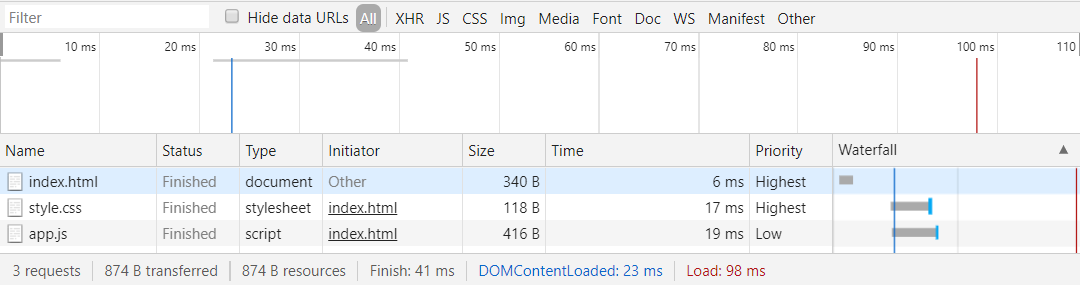 Filter Hide data URLs All XHR JS CSS Img Media Font Doc WS Manifest Other
10 ms 20 ms 30 ms 40 ms 50 ms 60 ms 70 ms 80 ms 90 ms 100 ms 110
Name Status Type Initiator Size Time Priority Waterfall
index.html Finished document Other 340 B 6 ms Highest
style.css Finished stylesheet index.html 118 B 17 ms Highest
app.js Finished script index.html 416 B 19 ms Low
3 requests 874 B transferred 874 B resources Finish: 41 ms DOMContentLoaded: 23 ms Load: 98 ms